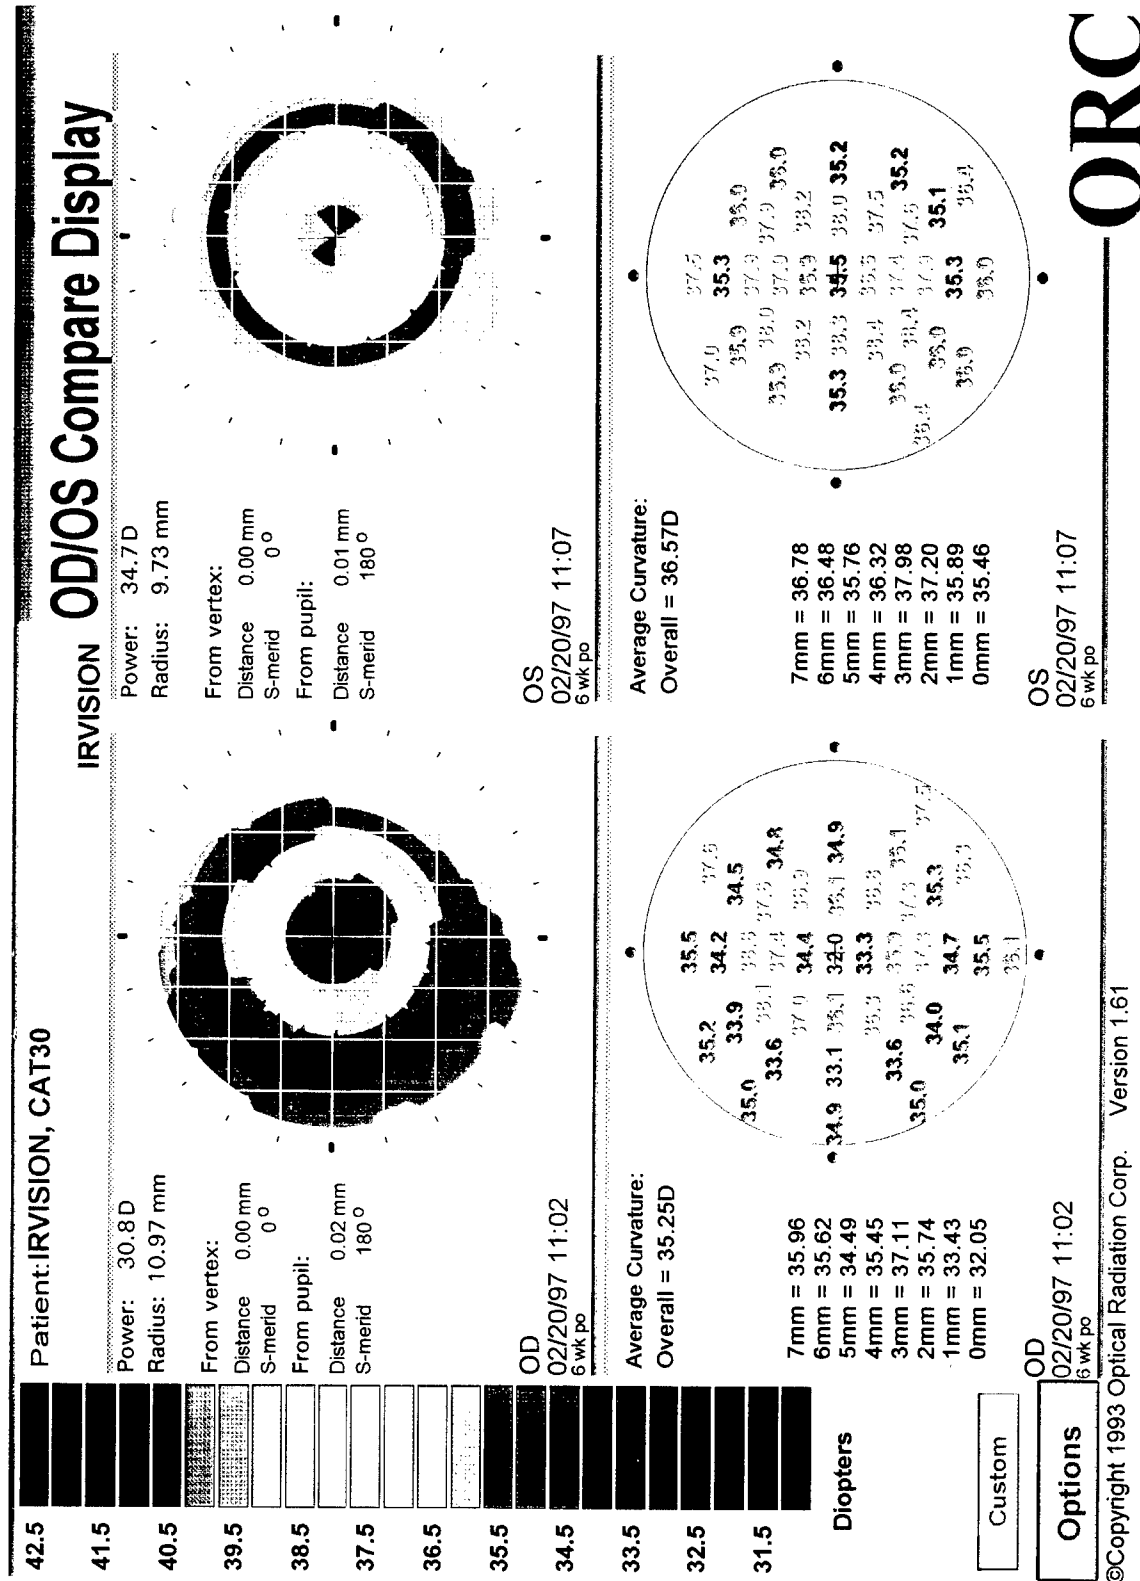 Patient:IRVISION, CAT30
IRVISION OD/OS Compare Display
42.5
41.5
40.5
39.5
38.5
37.5
36.5
35.5
34.5
33.5
32.5
31.5
Diopters
Custom
Options
Power: 30.8 D
Radius: 10.97 mm
From vertex:
Distance 0.00 mm
S-merid 0°
From pupil:
Distance 0.02 mm
S-merid 180°
OD
02/20/97 11:02
6 wk po
Power: 34.7 D
Radius: 9.73 mm
From vertex:
Distance 0.00 mm
S-merid 0°
From pupil:
Distance 0.01 mm
S-merid 180°
OS
02/20/97 11:07
6 wk po
Average Curvature:
Overall = 35.25D
7mm = 35.96
6mm = 35.62
5mm = 34.49
4mm = 35.45
3mm = 37.11
2mm = 35.74
1mm = 33.43
0mm = 32.05
35.5
35.2 34.2 34.5
33.9
33.6 34.8
34.4
34.9 33.1 32.0 34.9
33.3
33.6
34.0 34.7 35.3
35.1 35.5
OD
02/20/97 11:02
6 wk po
Average Curvature:
Overall = 36.57D
7mm = 36.78
6mm = 36.48
5mm = 35.76
4mm = 36.32
3mm = 37.98
2mm = 37.20
1mm = 35.89
0mm = 35.46
35.3
35.3 35.5 35.2
35.2
35.3 35.1
OS
02/20/97 11:07
6 wk po
©Copyright 1993 Optical Radiation Corp. Version 1.61
ORC